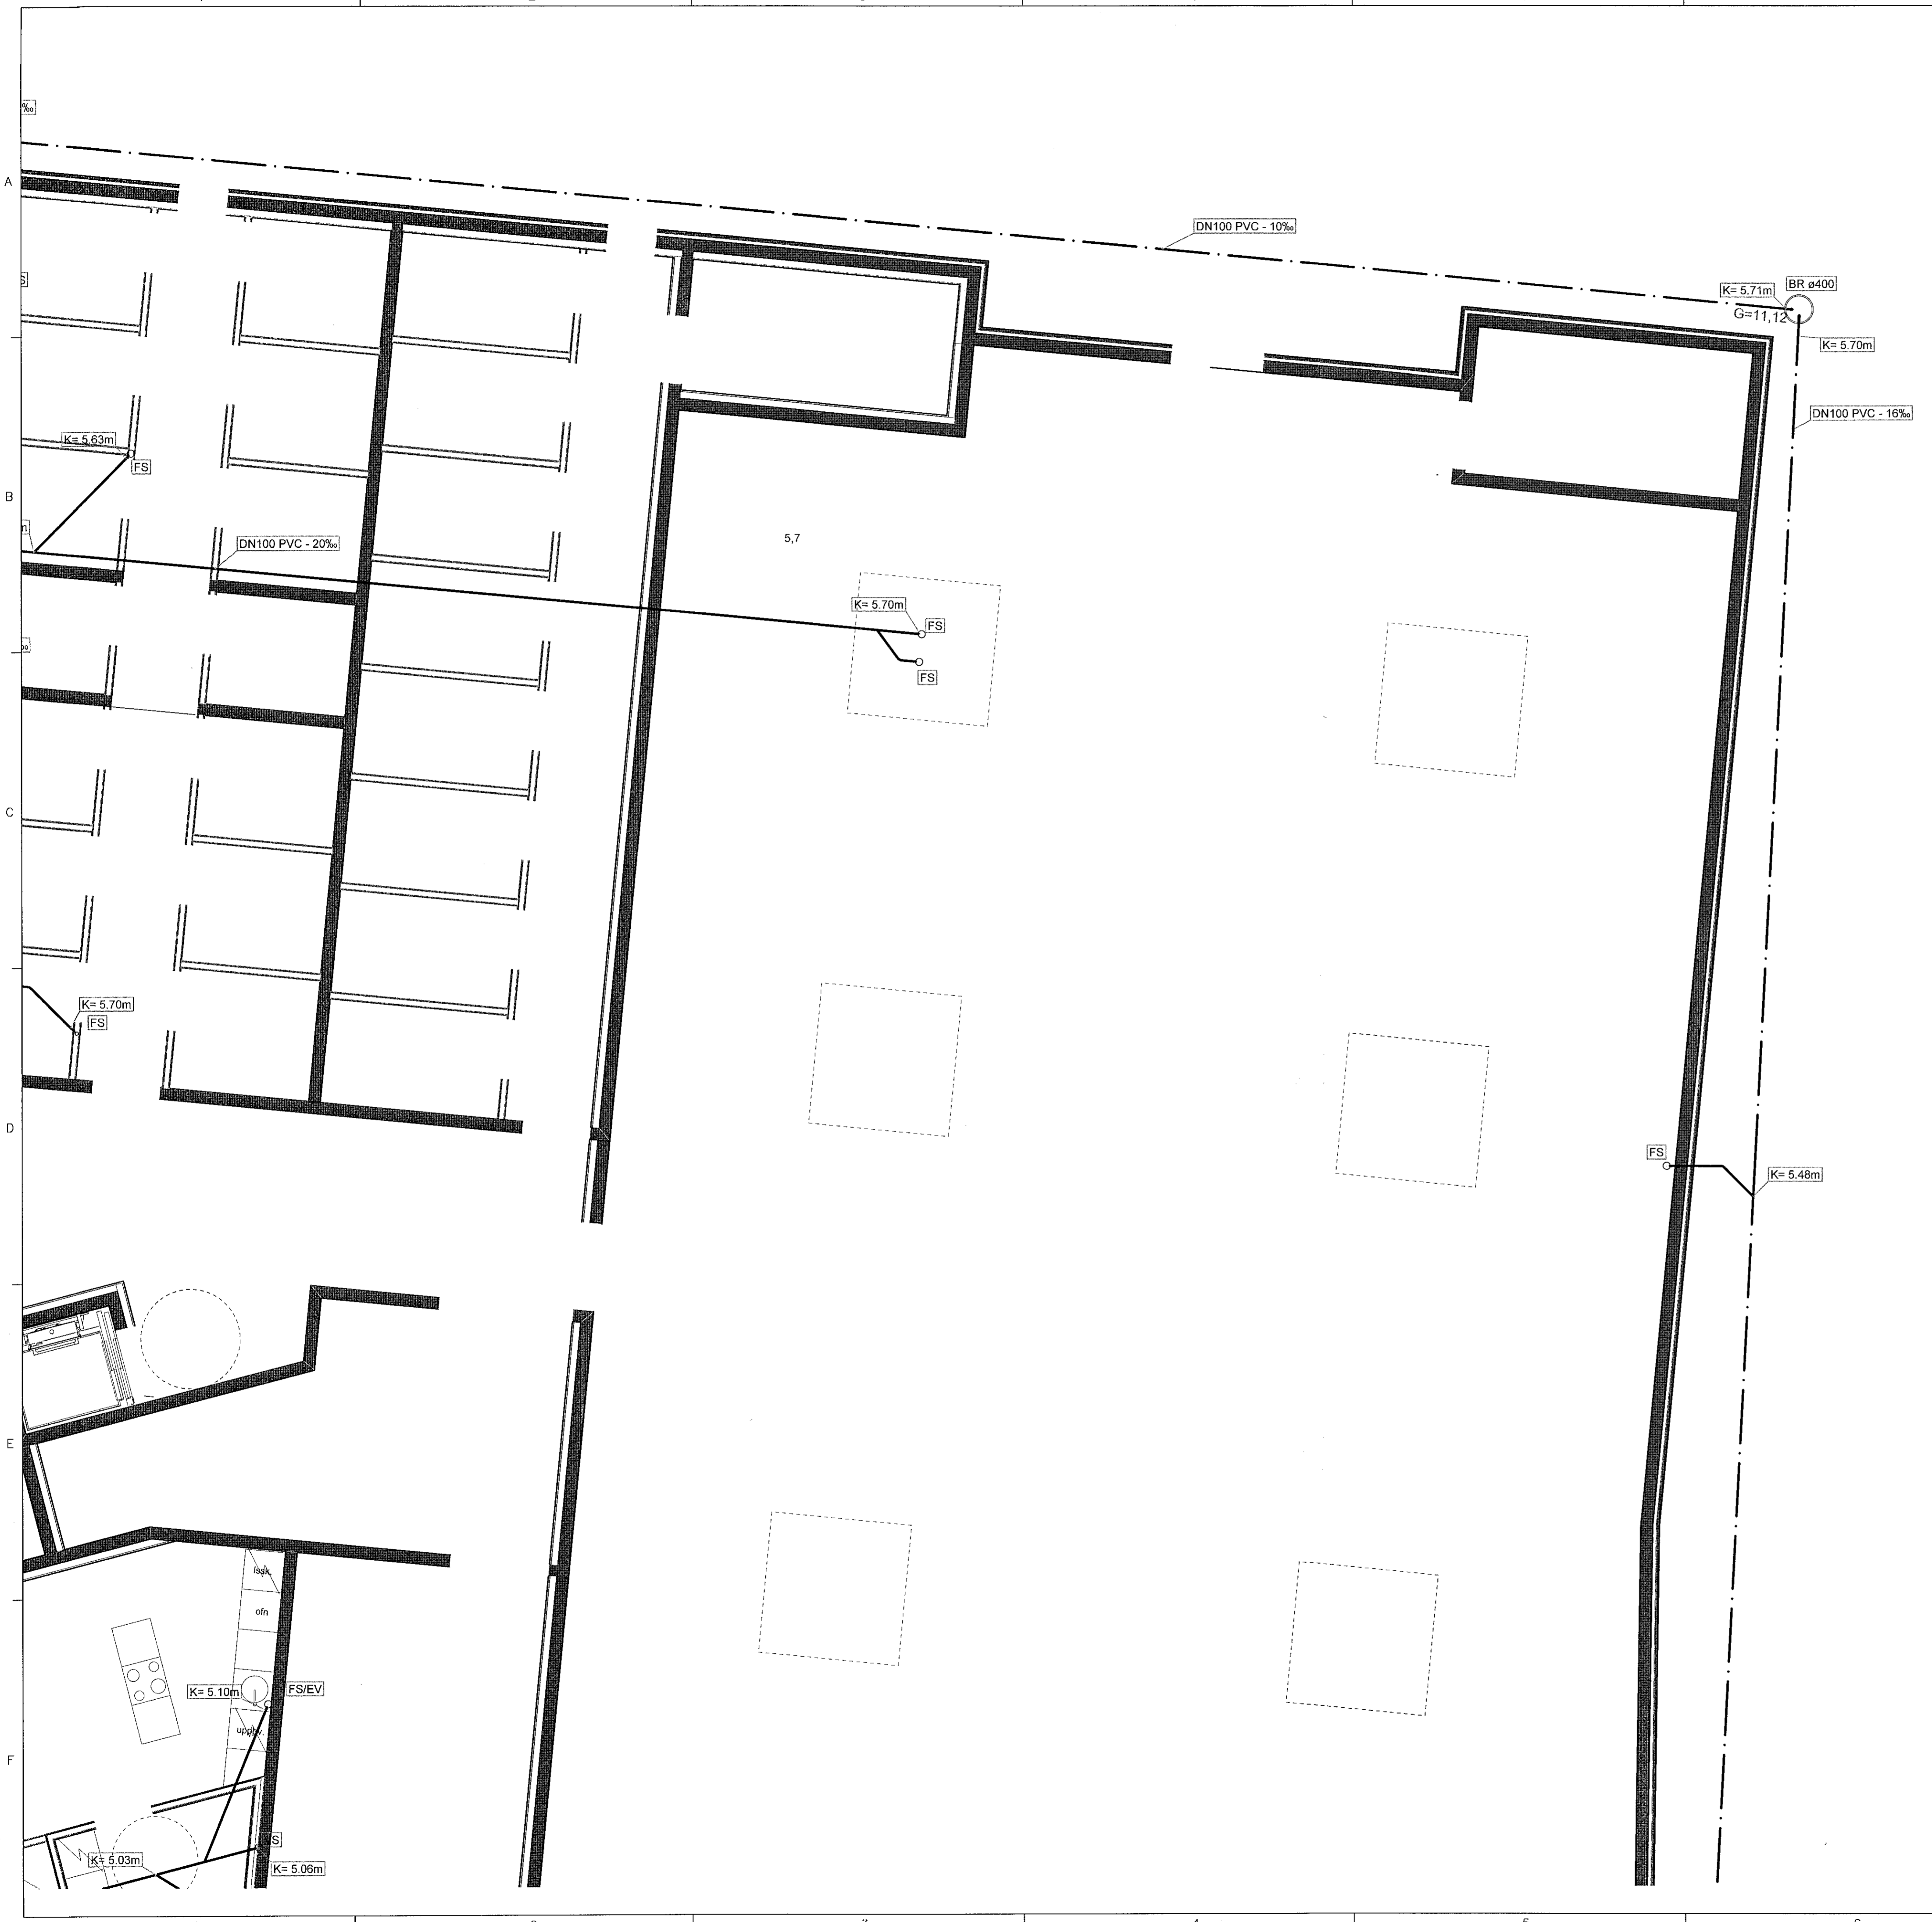 ‰
A
DN100 PVC - 10‰
K= 5.71m
BR ø400
G=11,12
K= 5.70m
DN100 PVC - 16‰
K= 5.63m
FS
B
5,7
DN100 PVC - 20‰
K= 5.70m
FS
FS
C
K= 5.70m
FS
D
FS
K= 5.48m
E
ofn
K= 5.10m
FS/EV
F
K= 5.03m
K= 5.06m